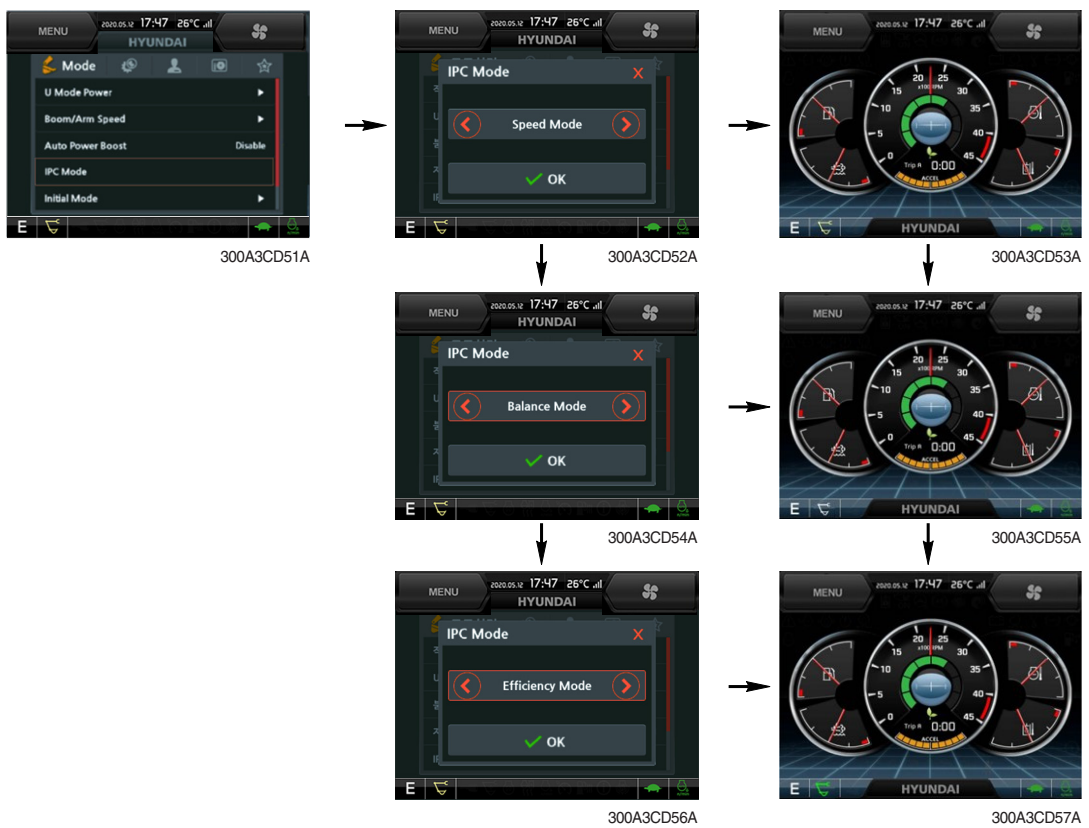 MENU 2020.05.12 17:47 26°C
HYUNDAI
Mode
U Mode Power
Boom/Arm Speed
Auto Power Boost Disable
IPC Mode
Initial Mode
E
300A3CD51A
MENU 2020.05.12 17:47 26°C
HYUNDAI
IPC Mode X
Speed Mode
OK
E
300A3CD52A
MENU 2020.05.12 17:47 26°C
20 25
x100 RPM
15 30
10 35
5 40
0 45
Trip A 0:00
ACCEL
E HYUNDAI
300A3CD53A
MENU 2020.05.12 17:47 26°C
HYUNDAI
IPC Mode X
Balance Mode
OK
E
300A3CD54A
MENU 2020.05.12 17:47 26°C
20 25
x100 RPM
15 30
10 35
5 40
0 45
Trip A 0:00
ACCEL
E HYUNDAI
300A3CD55A
MENU 2020.05.12 17:47 26°C
HYUNDAI
IPC Mode X
Efficiency Mode
OK
E
300A3CD56A
MENU 2020.05.12 17:47 26°C
20 25
x100 RPM
15 30
10 35
5 40
0 45
Trip A 0:00
ACCEL
E HYUNDAI
300A3CD57A